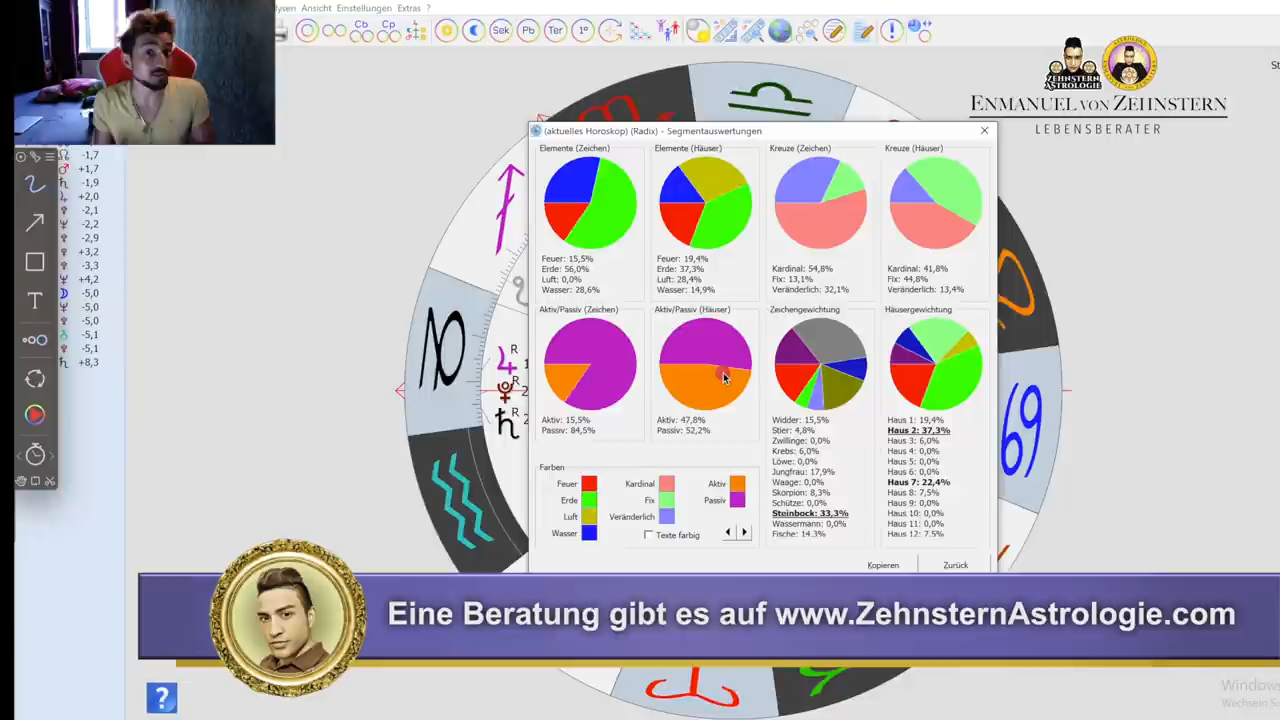 lysen Ansicht Einstellungen Extras ?
Cb Cp
Sek Pb Ter 1º
ZEHNSTERN
ASTROLOGIE
ENMANUEL VON ZEHNSTERN
LEBENSBERATER
St
(aktuelles Horoskop) (Radix) - Segmentauswertungen
-1,7
+1,7
-1,9
+2,0
-2,1
-2,2
-2,9
+3,2
-3,3
+4,2
-5,0
-5,0
-5,0
-5,1
-5,1
+8,3
T
R
R
R
Elemente (Zeichen)
Feuer: 15,5%
Erde: 56,0%
Luft: 0,0%
Wasser: 28,6%
Elemente (Häuser)
Feuer: 19,4%
Erde: 37,3%
Luft: 28,4%
Wasser: 14,9%
Kreuze (Zeichen)
Kardinal: 54,8%
Fix: 13,1%
Veränderlich: 32,1%
Kreuze (Häuser)
Kardinal: 41,8%
Fix: 44,8%
Veränderlich: 13,4%
Aktiv/Passiv (Zeichen)
Aktiv: 15,5%
Passiv: 84,5%
Aktiv/Passiv (Häuser)
Aktiv: 47,8%
Passiv: 52,2%
Zeichengewichtung
Widder: 15,5%
Stier: 4,8%
Zwillinge: 0,0%
Krebs: 6,0%
Löwe: 0,0%
Jungfrau: 17,9%
Waage: 0,0%
Skorpion: 8,3%
Schütze: 0,0%
Steinbock: 33,3%
Wassermann: 0,0%
Fische: 14,3%
Häusergewichtung
Haus 1: 19,4%
Haus 2: 37,3%
Haus 3: 6,0%
Haus 4: 0,0%
Haus 5: 0,0%
Haus 6: 0,0%
Haus 7: 22,4%
Haus 8: 7,5%
Haus 9: 0,0%
Haus 10: 0,0%
Haus 11: 0,0%
Haus 12: 7,5%
Farben
Feuer Kardinal Aktiv
Erde Fix Passiv
Luft Veränderlich
Wasser Texte farbig
Kopieren Zurück
Eine Beratung gibt es auf www.ZehnsternAstrologie.com
?
Windows
Wechseln S